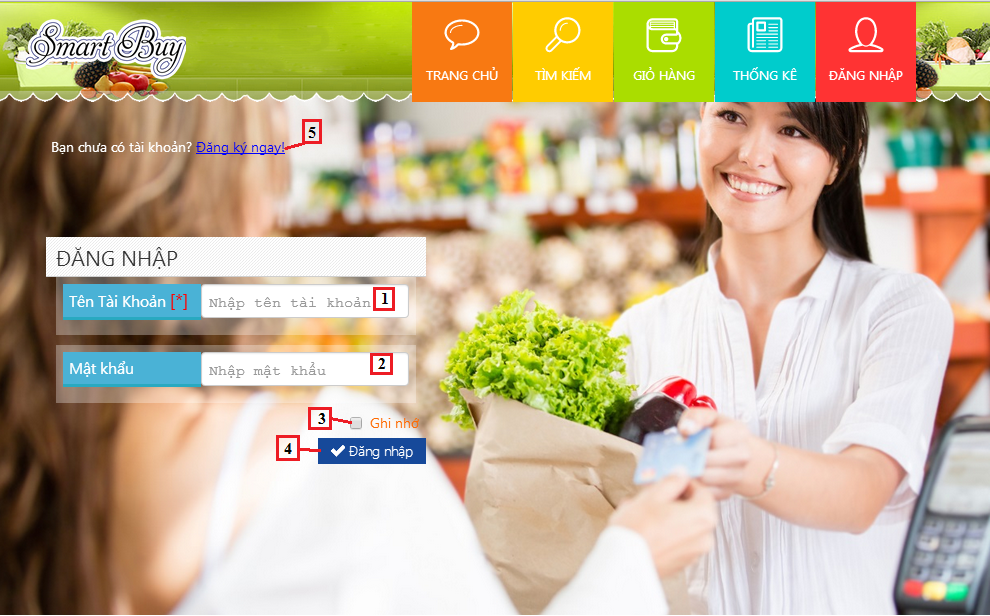 Smart Buy
TRANG CHỦ
TÌM KIẾM
GIỎ HÀNG
THỐNG KÊ
ĐĂNG NHẬP
5
Bạn chưa có tài khoản? Đăng ký ngay!
ĐĂNG NHẬP
Tên Tài Khoản [*] Nhập tên tài khoản 1
Mật khẩu Nhập mật khẩu 2
3 Ghi nhớ
4 Đăng nhập